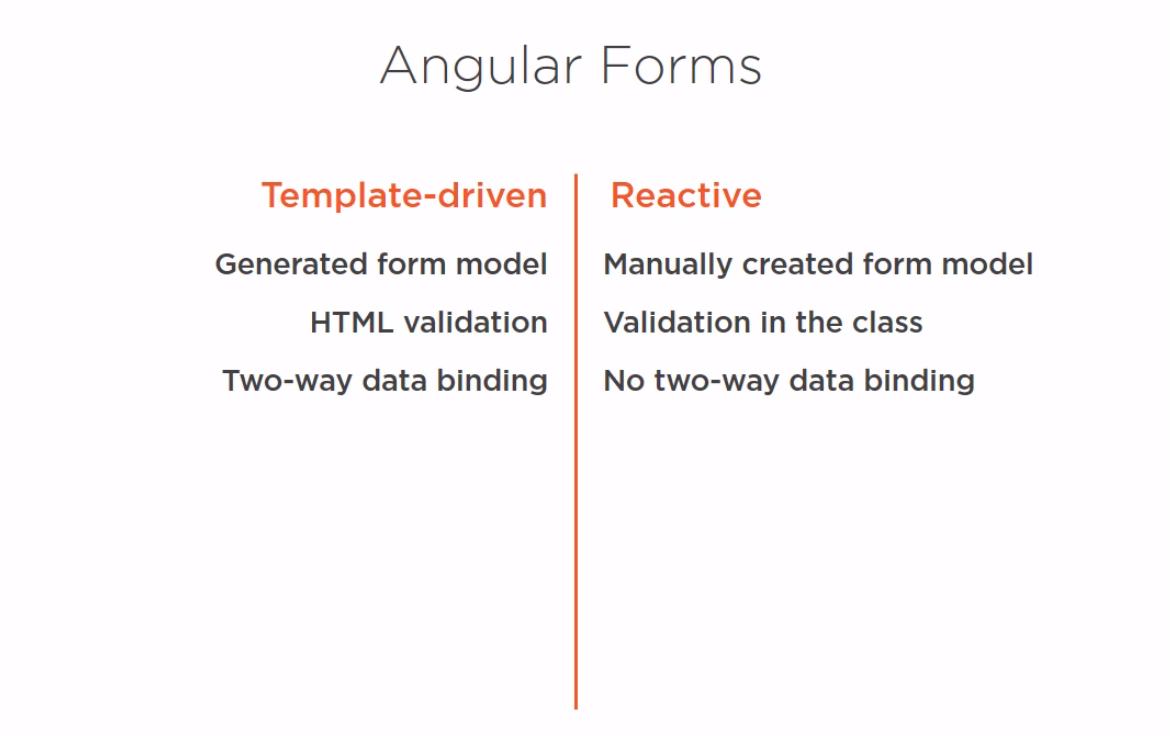 Angular Forms
Template-driven
Generated form model
HTML validation
Two-way data binding
Reactive
Manually created form model
Validation in the class
No two-way data binding